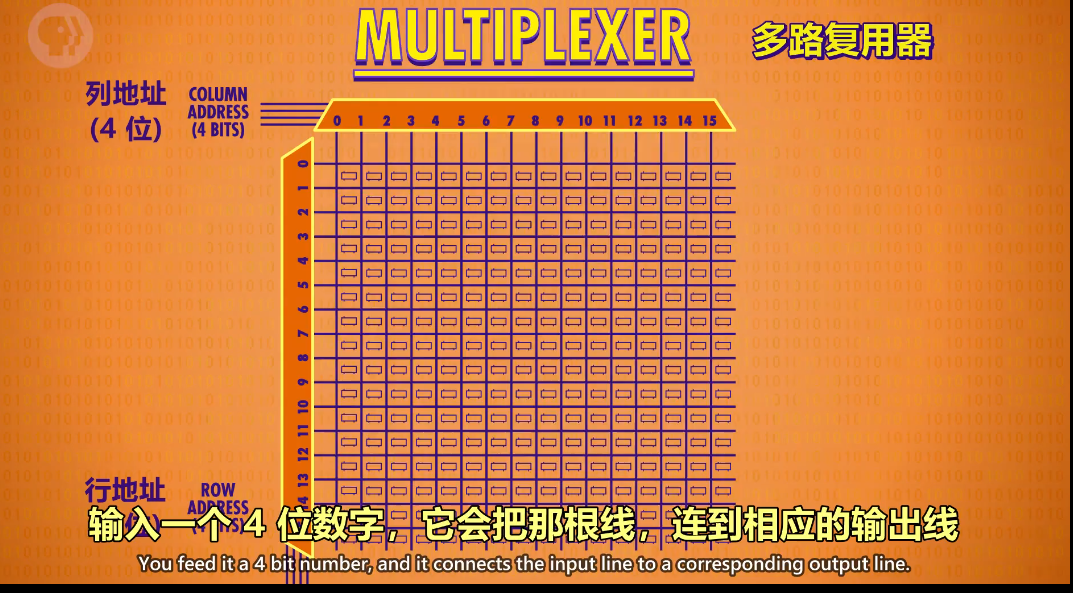 MULTIPLEXER
多路复用器
列地址
(4 位)
COLUMN
ADDRESS
(4 BITS)
0 1 2 3 4 5 6 7 8 9 10 11 12 13 14 15
0
1
2
3
4
5
6
7
8
9
10
11
12
13
行地址
ROW
ADDRESS
输入一个 4 位数字，它会把那根线，连到相应的输出线
You feed it a 4 bit number, and it connects the input line to a corresponding output line.